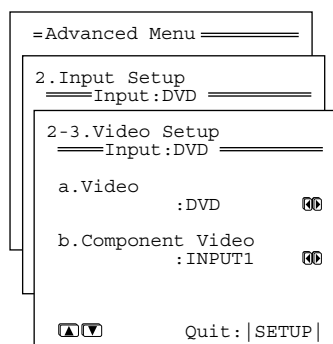 =Advanced Menu
2.Input Setup
Input:DVD
2-3.Video Setup
Input:DVD
a.Video
:DVD
b.Component Video
:INPUT1
Quit:|SETUP|